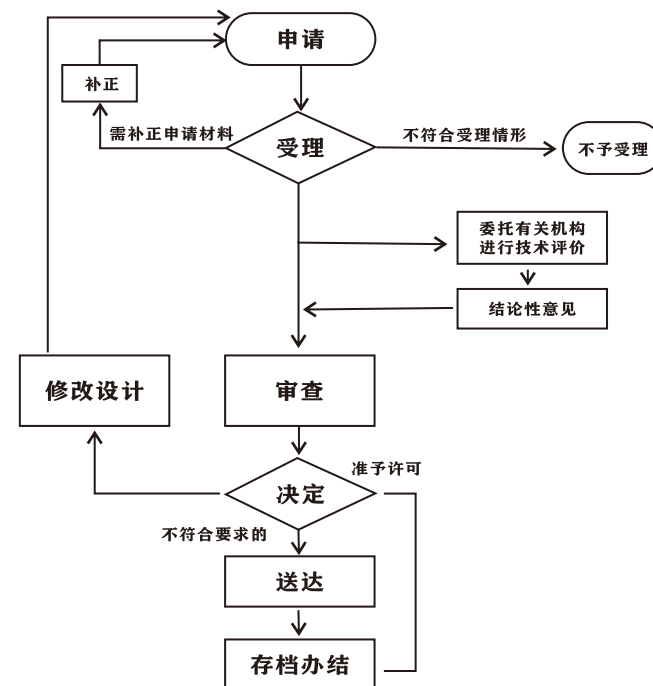 申请
补正
需补正申请材料
受理
不符合受理情形
不予受理
委托有关机构
进行技术评价
结论性意见
修改设计
审查
准予许可
决定
不符合要求的
送达
存档办结